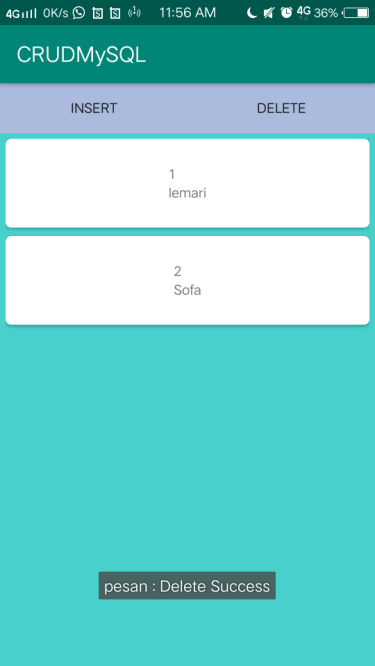 4G 0K/s 11:56 AM 4G 36%
CRUDMySQL
INSERT DELETE
1
lemari
2
Sofa
pesan : Delete Success